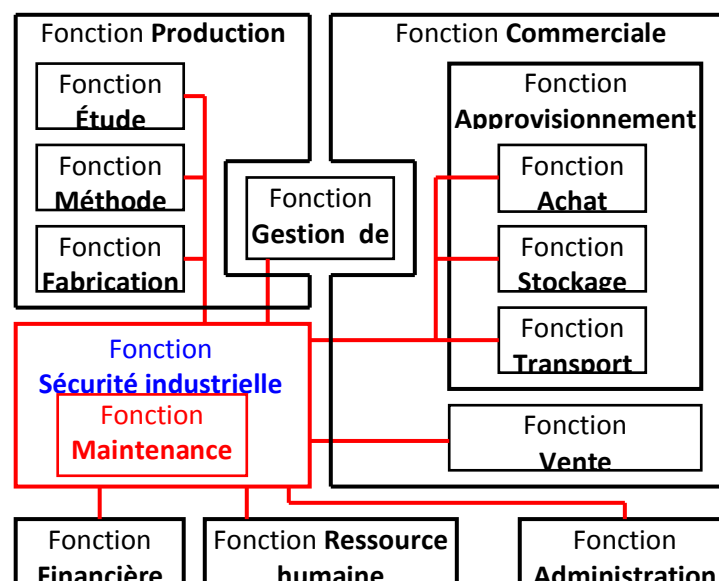 Fonction Production
Fonction Commerciale
Fonction
Étude
Fonction
Approvisionnement
Fonction
Méthode
Fonction
Achat
Fonction
Gestion de
Fonction
Fabrication
Fonction
Stockage
Fonction
Sécurité industrielle
Fonction
Transport
Fonction
Maintenance
Fonction
Vente
Fonction
Financière
Fonction Ressource
humaine
Fonction
Administration